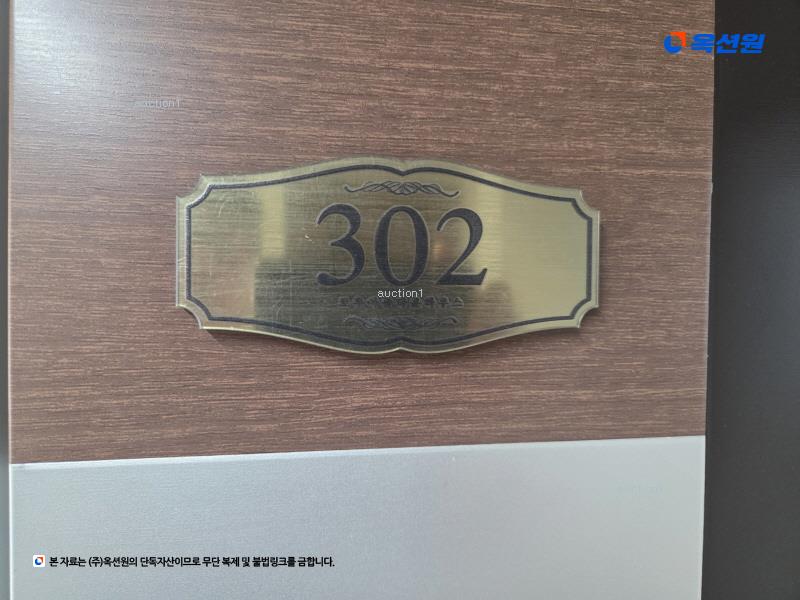 옥션원
auction1
302
auction1
본 자료는 (주)옥션원의 단독자산이므로 무단 복제 및 불법링크를 금합니다.